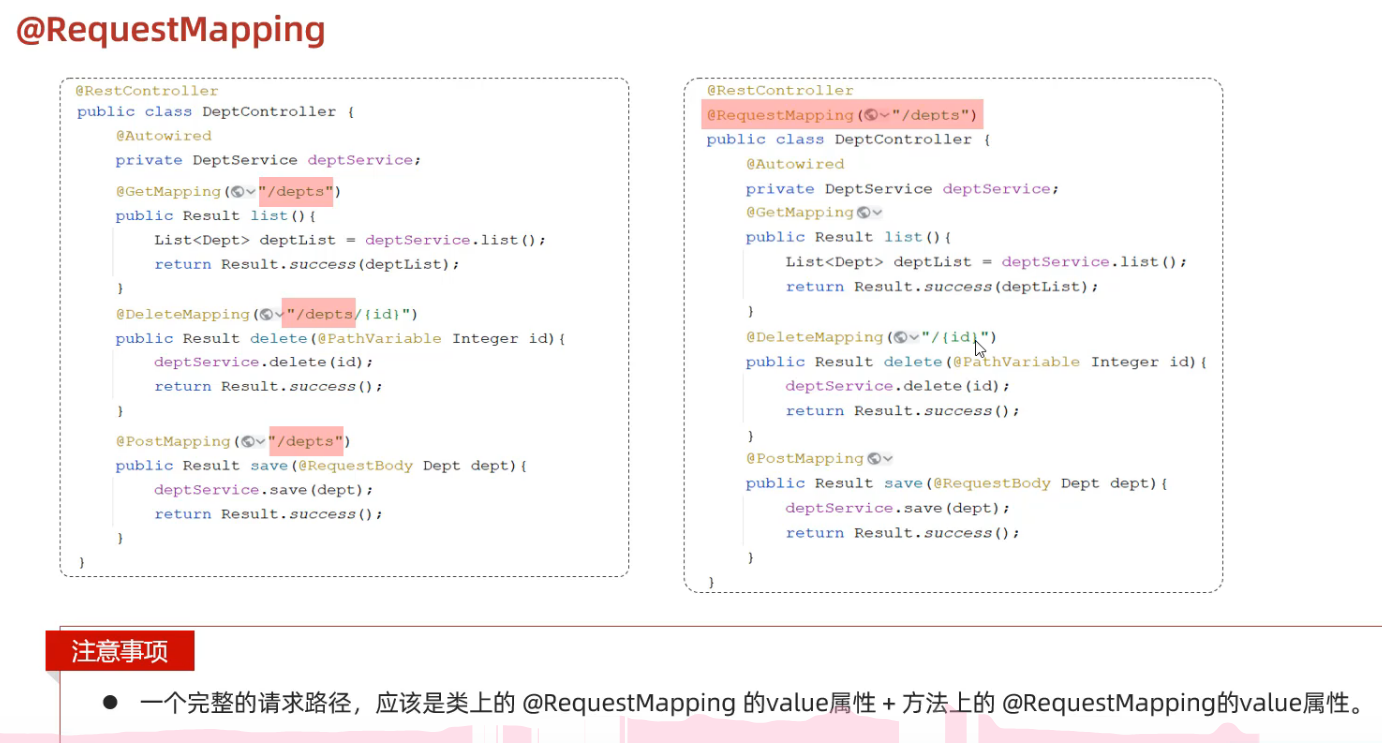 @RequestMapping
@RestController
public class DeptController {
@Autowired
private DeptService deptService;
@GetMapping("/depts")
public Result list(){
List<Dept> deptList = deptService.list();
return Result.success(deptList);
}
@DeleteMapping("/depts/{id}")
public Result delete(@PathVariable Integer id){
deptService.delete(id);
return Result.success();
}
@PostMapping("/depts")
public Result save(@RequestBody Dept dept){
deptService.save(dept);
return Result.success();
}
}
@RestController
@RequestMapping("/depts")
public class DeptController {
@Autowired
private DeptService deptService;
@GetMapping
public Result list(){
List<Dept> deptList = deptService.list();
return Result.success(deptList);
}
@DeleteMapping("/{id}")
public Result delete(@PathVariable Integer id){
deptService.delete(id);
return Result.success();
}
@PostMapping
public Result save(@RequestBody Dept dept){
deptService.save(dept);
return Result.success();
}
}
注意事项
● 一个完整的请求路径，应该是类上的 @RequestMapping 的value属性 + 方法上的 @RequestMapping的value属性。